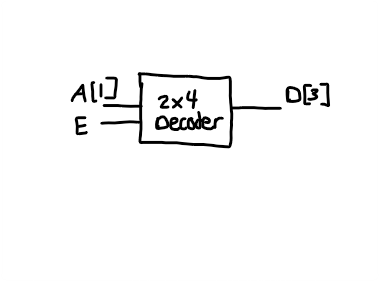 A[1]
E
2x4
Decoder
D[3]